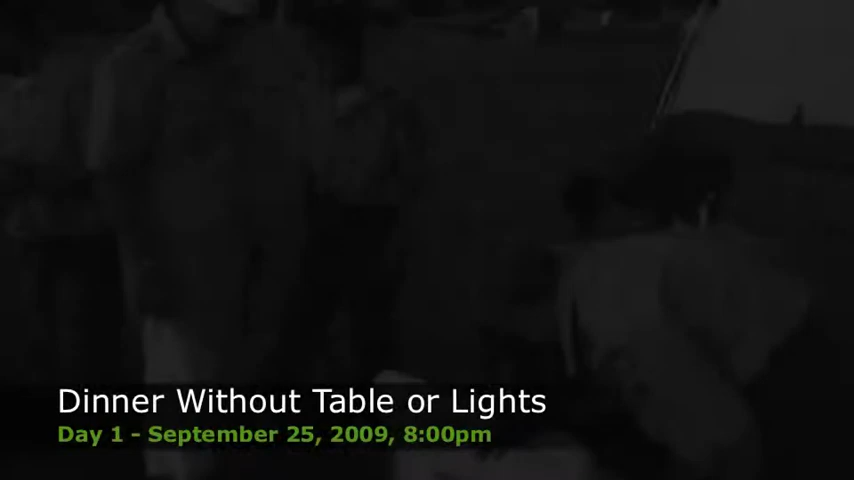 Dinner Without Table or Lights
Day 1 - September 25, 2009, 8:00pm